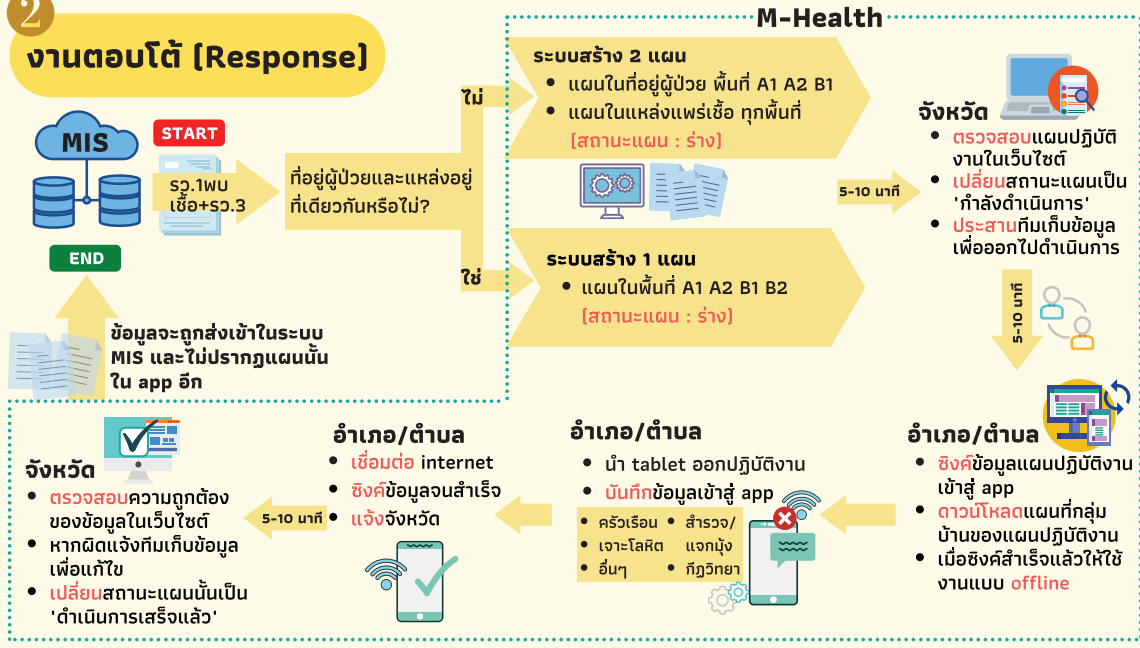 2
งานตอบโต้ (Response)
M-Health
MIS
START
รว.1พบ
เชื้อ+รว.3
ที่อยู่ผู้ป่วยและแหล่งอยู่
ที่เดียวกันหรือไม่?
ไม่
ระบบสร้าง 2 แผน
• แผนในที่อยู่ผู้ป่วย พื้นที่ A1 A2 B1
• แผนในแหล่งแพร่เชื้อ ทุกพื้นที่
(สถานะแผน : ร่าง)
ใช่
ระบบสร้าง 1 แผน
• แผนในพื้นที่ A1 A2 B1 B2
(สถานะแผน : ร่าง)
5-10 นาที
จังหวัด
• ตรวจสอบแผนปฏิบัติ
งานในเว็บไซต์
• เปลี่ยนสถานะแผนเป็น
'กำลังดำเนินการ'
• ประสานทีมเก็บข้อมูล
เพื่อออกไปดำเนินการ
5-10 นาที
อำเภอ/ตำบล
• ซิงค์ข้อมูลแผนปฏิบัติงาน
เข้าสู่ app
• ดาวน์โหลดแผนที่กลุ่ม
บ้านของแผนปฏิบัติงาน
• เมื่อซิงค์สำเร็จแล้วให้ใช้
งานแบบ offline
อำเภอ/ตำบล
• นำ tablet ออกปฏิบัติงาน
• บันทึกข้อมูลเข้าสู่ app
• ครัวเรือน
• เจาะโลหิต
• อื่นๆ
• สำรวจ/
แจกมุ้ง
• กีฏวิทยา
อำเภอ/ตำบล
• เชื่อมต่อ internet
• ซิงค์ข้อมูลจนสำเร็จ
• แจ้งจังหวัด
5-10 นาที
จังหวัด
• ตรวจสอบความถูกต้อง
ของข้อมูลในเว็บไซต์
• หากผิดแจ้งทีมเก็บข้อมูล
เพื่อแก้ไข
• เปลี่ยนสถานะแผนนั้นเป็น
'ดำเนินการเสร็จแล้ว'
ข้อมูลจะถูกส่งเข้าในระบบ
MIS และไม่ปรากฏแผนนั้น
ใน app อีก
END